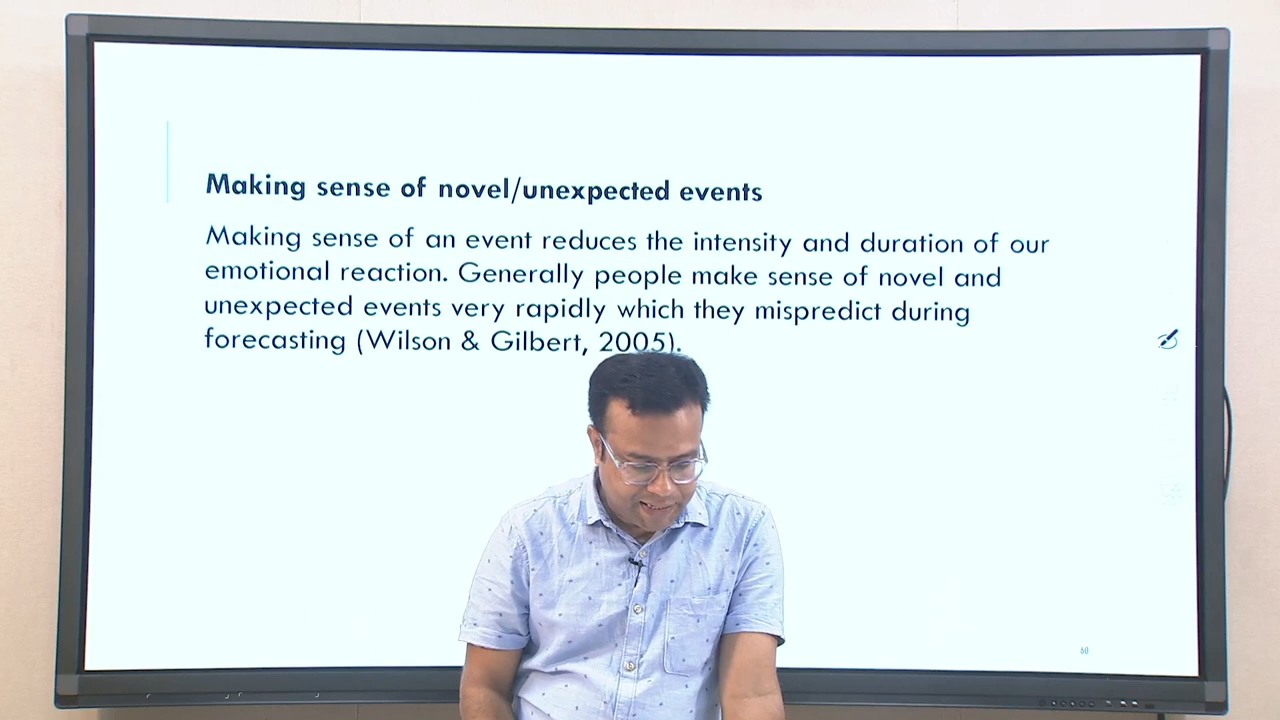 Making sense of novel/unexpected events
Making sense of an event reduces the intensity and duration of our
emotional reaction. Generally people make sense of novel and
unexpected events very rapidly which they mispredict during
forecasting (Wilson & Gilbert, 2005).
60